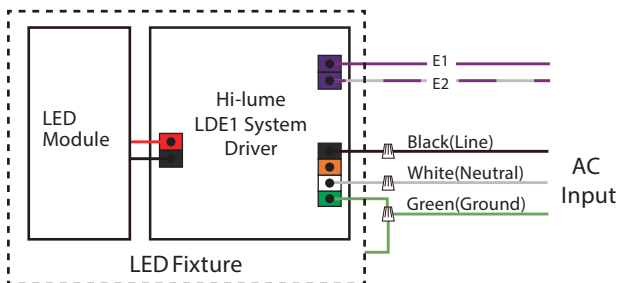 E1
E2
LED
Module
Hi-lume
LDE1 System
Driver
Black(Line)
White(Neutral)
Green(Ground)
AC
Input
LED Fixture